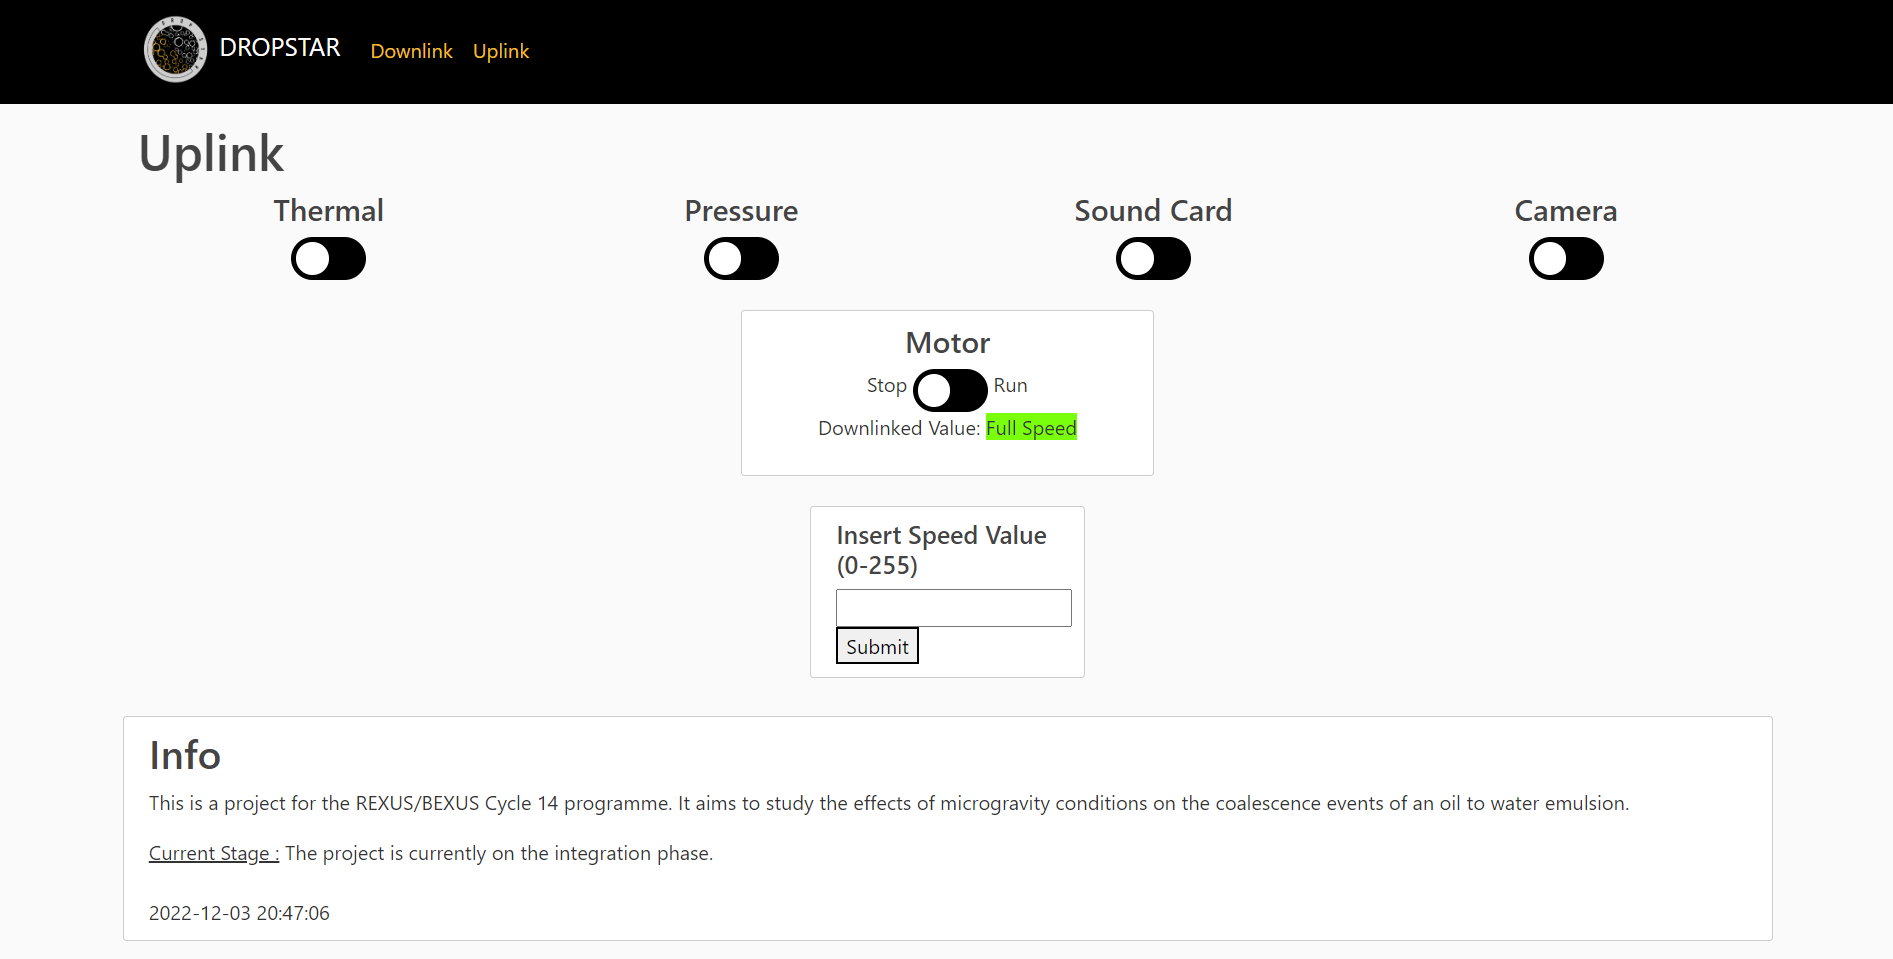 DROPSTAR Downlink Uplink
Uplink
Thermal Pressure Sound Card Camera
Motor
Stop Run
Downlinked Value: Full Speed
Insert Speed Value
(0-255)
Submit
Info
This is a project for the REXUS/BEXUS Cycle 14 programme. It aims to study the effects of microgravity conditions on the coalescence events of an oil to water emulsion.
Current Stage : The project is currently on the integration phase.
2022-12-03 20:47:06